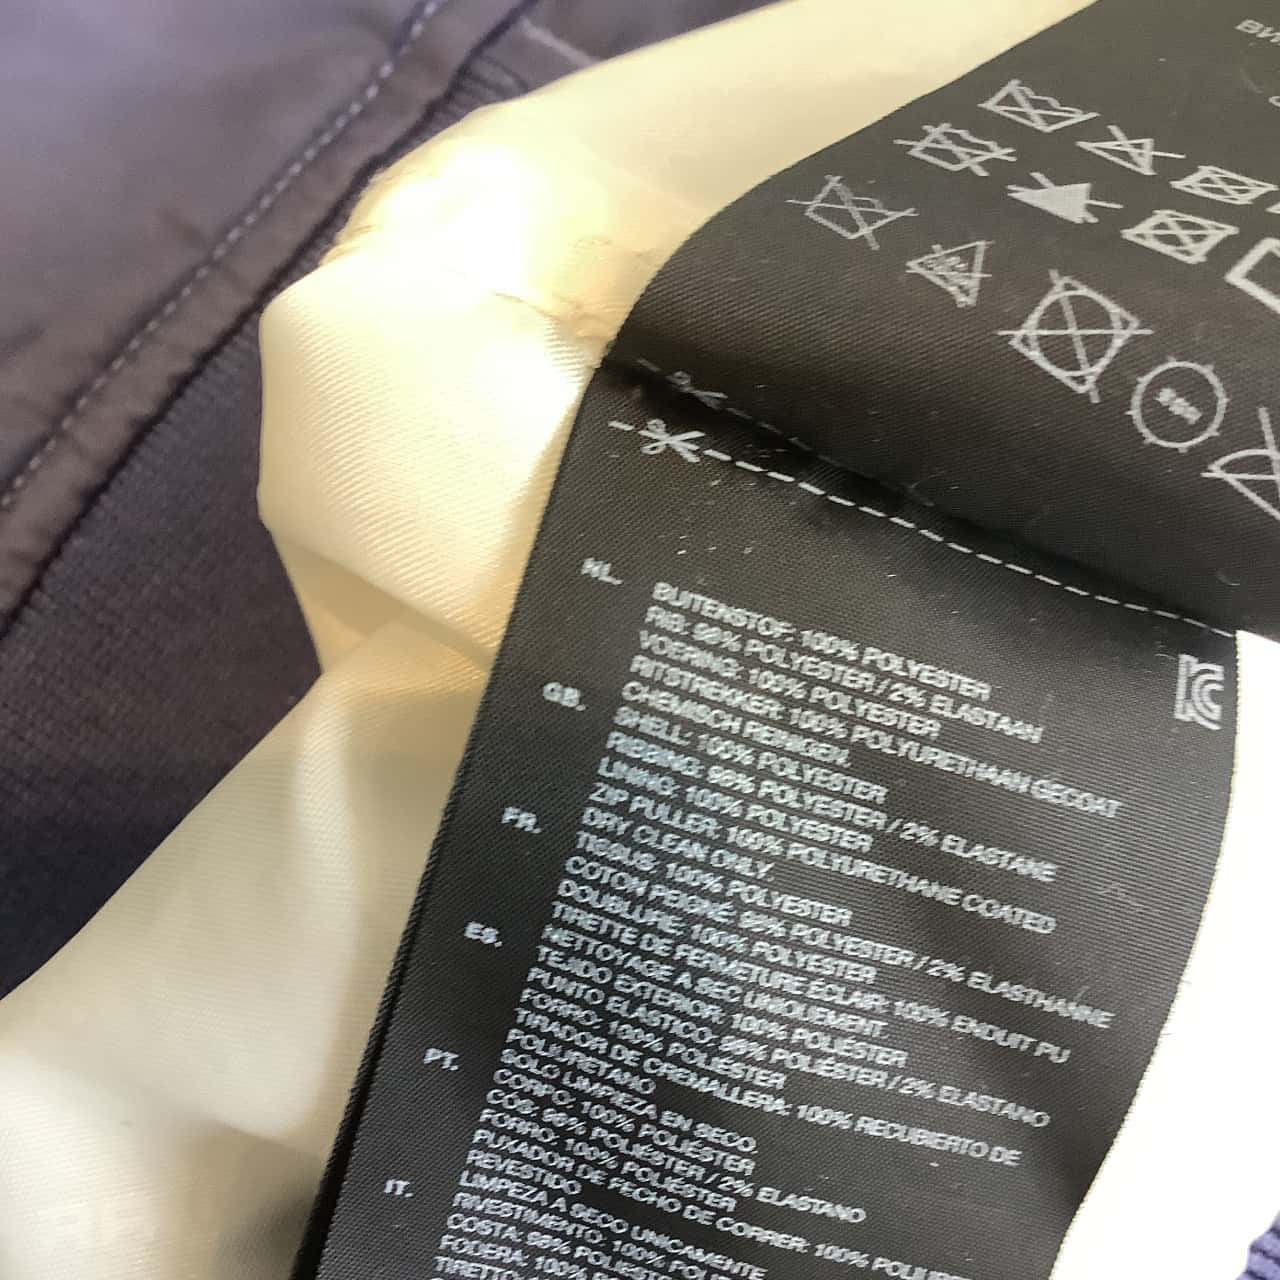 NL. BUITENSTOF: 100% POLYESTER
RIB: 98% POLYESTER / 2% ELASTAAN
VOERING: 100% POLYESTER
RITSTREKKER: 100% POLYURETHAAN GECOAT
CHEMISCH REINIGEN.
GB. SHELL: 100% POLYESTER
RIBBING: 98% POLYESTER / 2% ELASTANE
LINING: 100% POLYESTER
ZIP PULLER: 100% POLYURETHANE COATED
DRY CLEAN ONLY.
FR. TISSUS: 100% POLYESTER
COTON PEIGNÉ: 98% POLYESTER / 2% ELASTHANNE
DOUBLURE: 100% POLYESTER
TIRETTE DE FERMETURE ÉCLAIR: 100% ENDUIT PU
NETTOYAGE A SEC UNIQUEMENT.
ES. TEJIDO EXTERIOR: 100% POLIÉSTER
PUNTO ELÁSTICO: 98% POLIÉSTER / 2% ELASTANO
FORRO: 100% POLIÉSTER
TIRADOR DE CREMALLERA: 100% RECUBIERTO DE
POLIURETANO
SOLO LIMPIEZA EN SECO.
PT. CORPO: 100% POLIÉSTER
CÓS: 98% POLIÉSTER / 2% ELASTANO
FORRO: 100% POLIÉSTER
PUXADOR DE FECHO DE CORRER: 100%
REVESTIDO
LIMPEZA A SECO UNICAMENTE
IT. RIVESTIMENTO: 100%
COSTA: 98%
FODERA: 100%